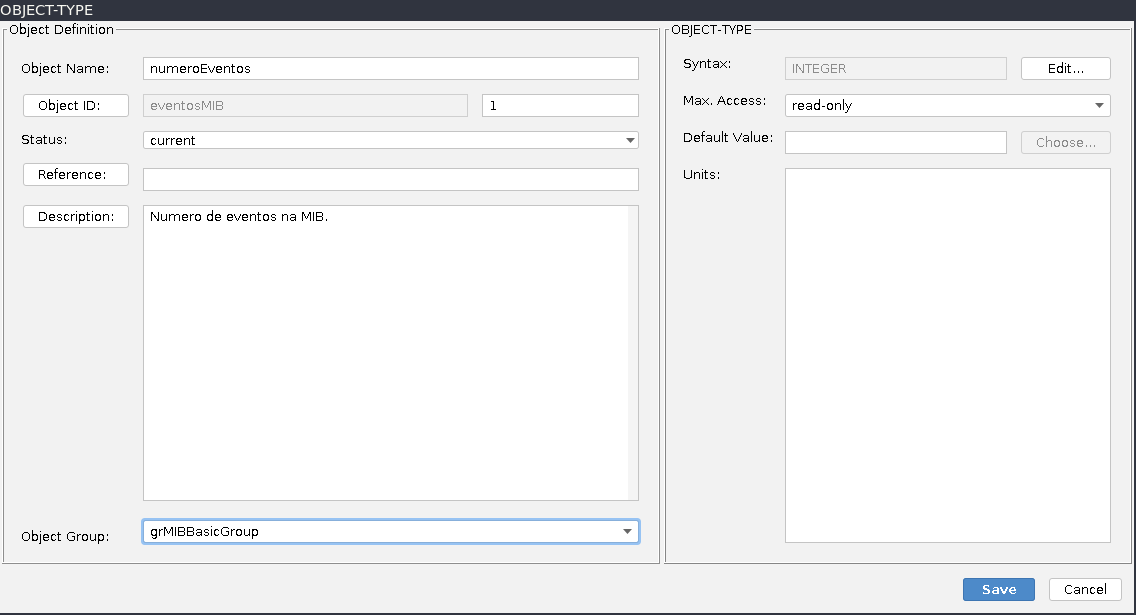 OBJECT-TYPE
Object Definition
Object Name: numeroEventos
Object ID: eventosMIB 1
Status: current
Reference:
Description: Numero de eventos na MIB.
Object Group: grMIBBasicGroup
OBJECT-TYPE
Syntax: INTEGER Edit...
Max. Access: read-only
Default Value: Choose...
Units:
Save Cancel